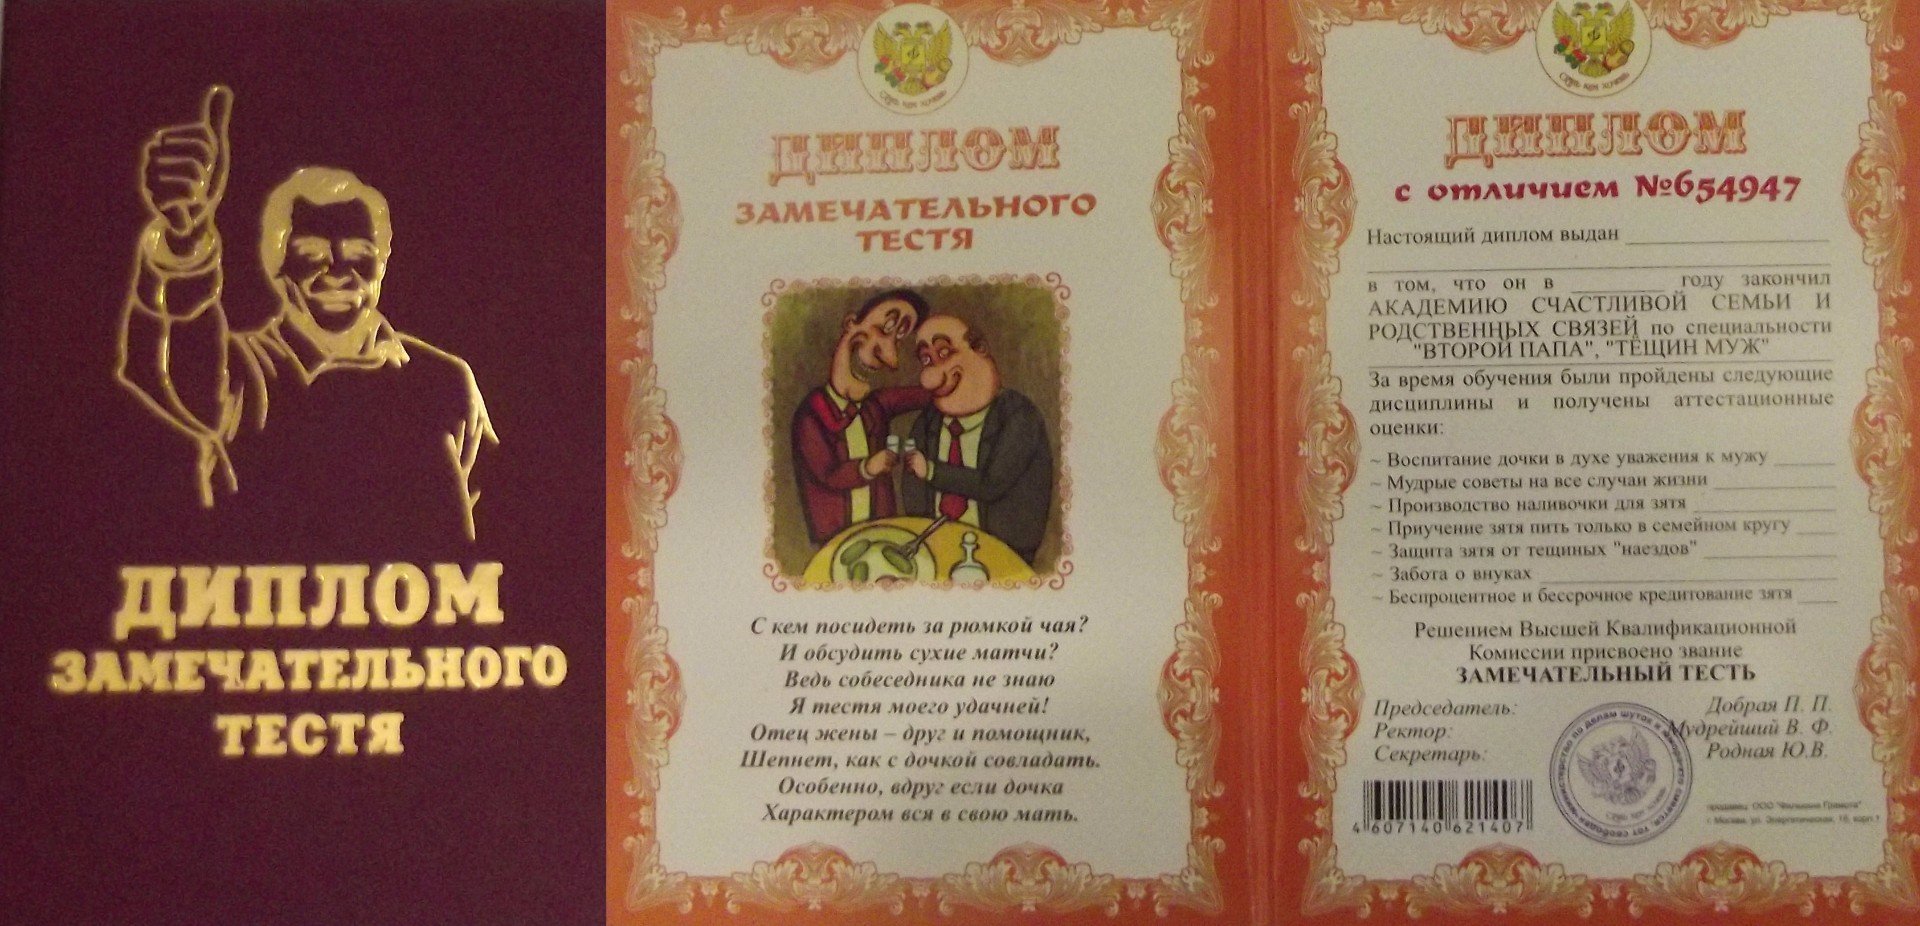 ДИПЛОМ
ЗАМЕЧАТЕЛЬНОГО
ТЕСТЯ
ДИПЛОМ
ЗАМЕЧАТЕЛЬНОГО
ТЕСТЯ
С кем посидеть за рюмкой чая?
И обсудить сухие матчи?
Ведь собеседника не знаю
Я тестя моего удачней!
Отец жены – друг и помощник,
Шепнет, как с дочкой совладать.
Особенно, вдруг если дочка
Характером вся в свою мать.
ДИПЛОМ
с отличием №654947
Настоящий диплом выдан
в том, что он в году закончил
АКАДЕМИЮ СЧАСТЛИВОЙ СЕМЬИ И
РОДСТВЕННЫХ СВЯЗЕЙ по специальности
"ВТОРОЙ ПАПА", "ТЁЩИН МУЖ"
За время обучения были пройдены следующие
дисциплины и получены аттестационные
оценки:
~ Воспитание дочки в духе уважения к мужу
~ Мудрые советы на все случаи жизни
~ Производство наливочки для зятя
~ Приучение зятя пить только в семейном кругу
~ Защита зятя от тещиных "наездов"
~ Забота о внуках
~ Беспроцентное и бессрочное кредитование зятя
Решением Высшей Квалификационной
Комиссии присвоено звание
ЗАМЕЧАТЕЛЬНЫЙ ТЕСТЬ
Председатель: Добрая П. П.
Ректор: Мудрейший В. Ф.
Секретарь: Родная Ю.В.
4 607140 621407